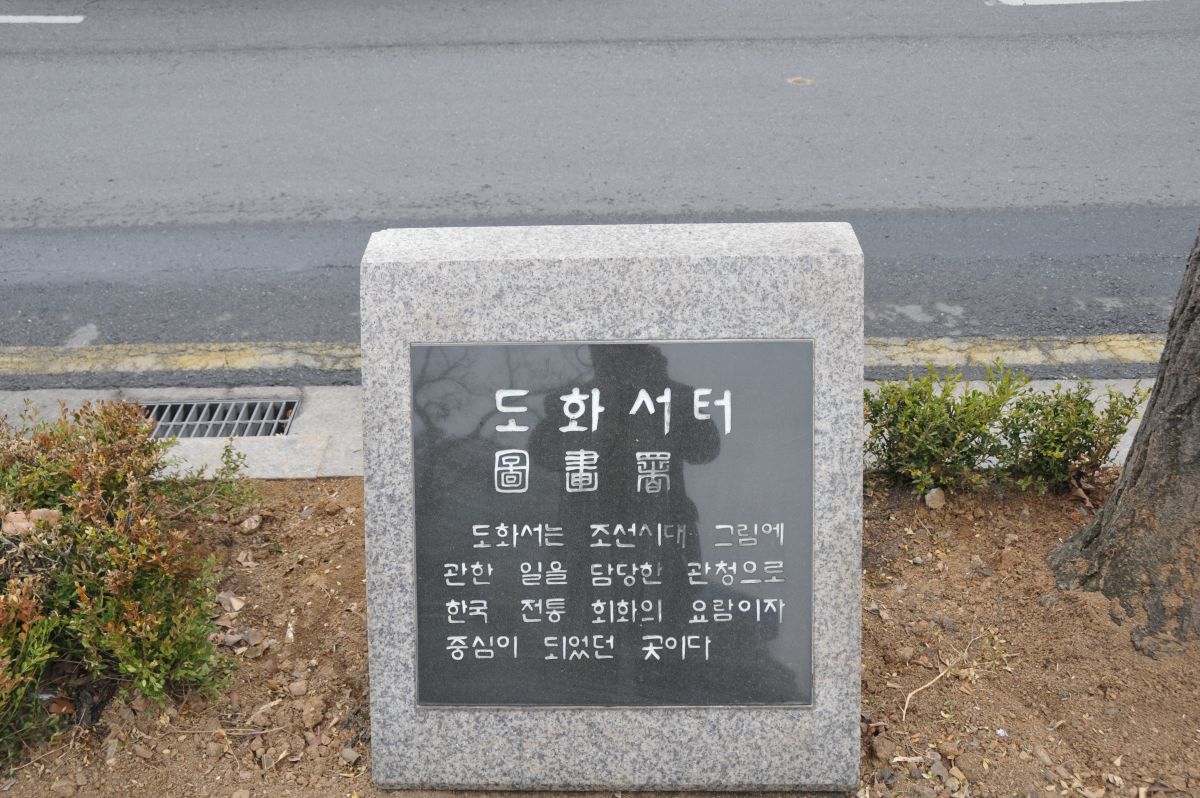 도화서터
圖畫署
도화서는 조선시대 그림에
관한 일을 담당한 관청으로
한국 전통 회화의 요람이자
중심이 되었던 곳이다